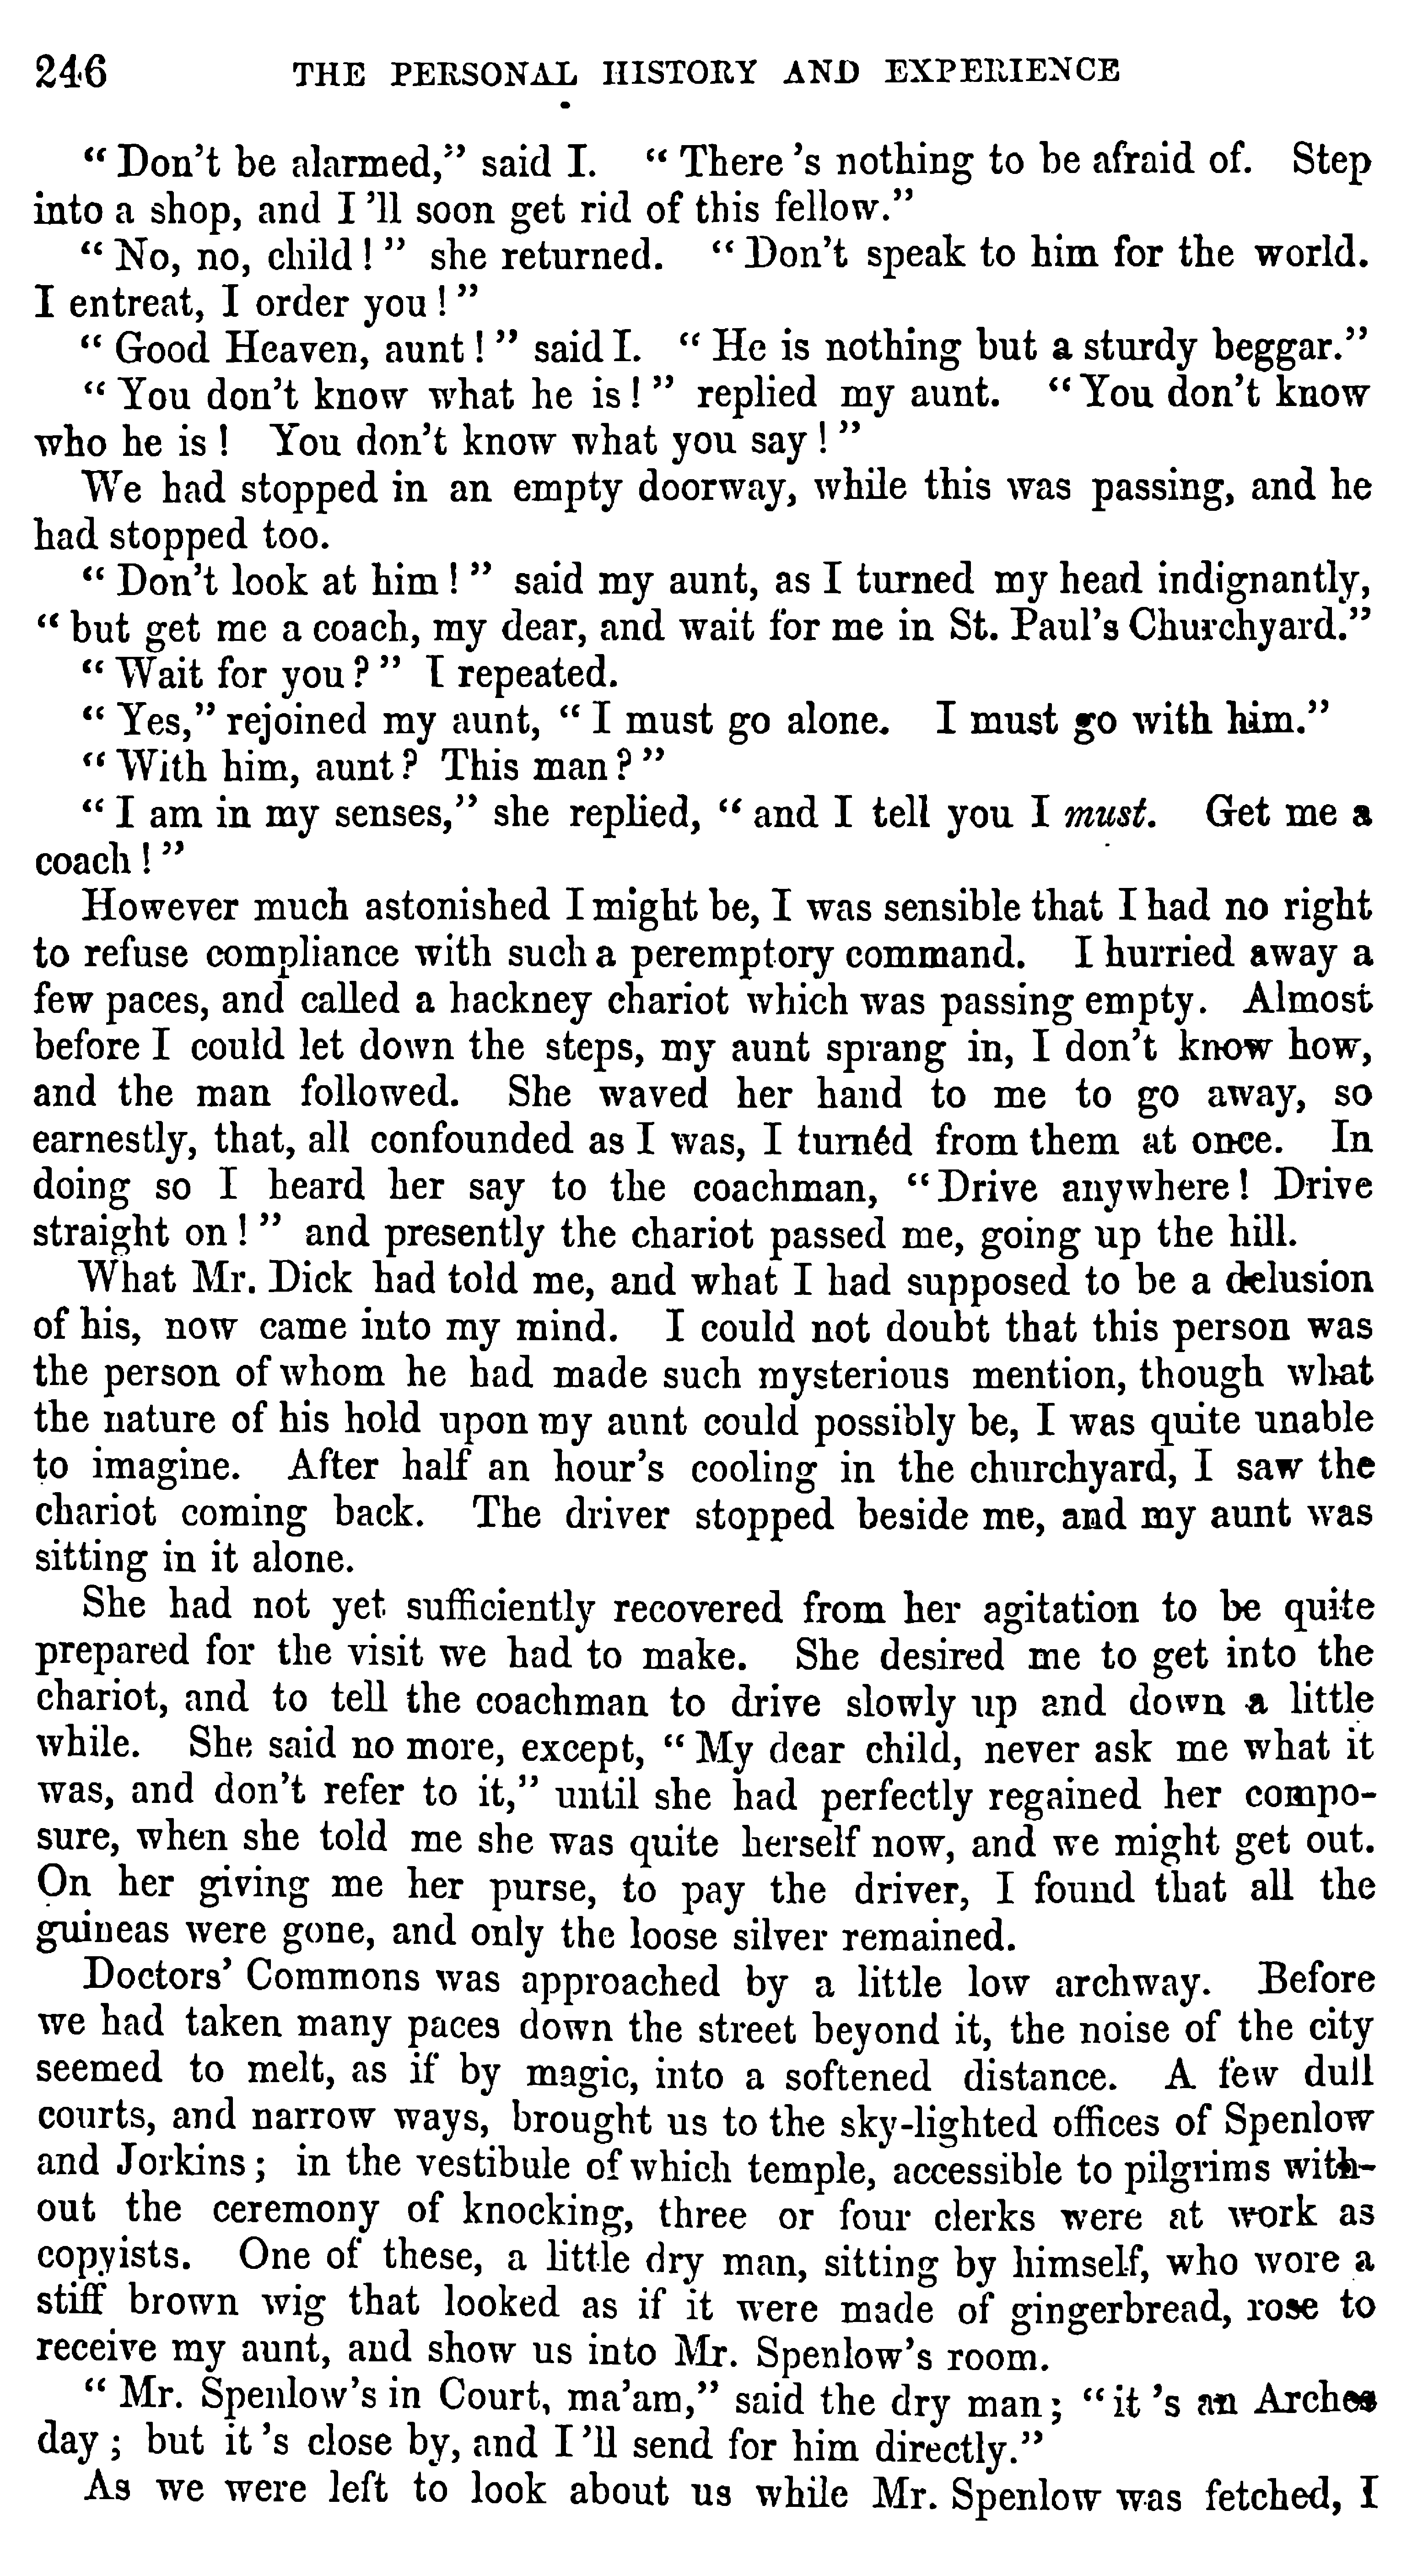 246 THE PERSONAL HISTORY AND EXPERIENCE
“ Don’t be alarmed,” said I. “ There ’s nothing to be afraid of. Step
into a shop, and I ’ll soon get rid of this fellow.”
“ No, no, child ! ” she returned. “ Don’t speak to him for the world.
I entreat, I order you ! ”
“ Good Heaven, aunt ! ” said I. “ He is nothing but a sturdy beggar.”
“ You don’t know what he is ! ” replied my aunt. “ You don’t know
who he is ! You don’t know what you say ! ”
We had stopped in an empty doorway, while this was passing, and he
had stopped too.
“ Don’t look at him ! ” said my aunt, as I turned my head indignantly,
“ but get me a coach, my dear, and wait for me in St. Paul’s Churchyard.”
“ Wait for you ? ” I repeated.
“ Yes,” rejoined my aunt, “ I must go alone. I must go with him.”
“ With him, aunt ? This man ? ”
“ I am in my senses,” she replied, “ and I tell you I must. Get me a
coach ! ”
However much astonished I might be, I was sensible that I had no right
to refuse compliance with such a peremptory command. I hurried away a
few paces, and called a hackney chariot which was passing empty. Almost
before I could let down the steps, my aunt sprang in, I don’t know how,
and the man followed. She waved her hand to me to go away, so
earnestly, that, all confounded as I was, I turned from them at once. In
doing so I heard her say to the coachman, “ Drive anywhere ! Drive
straight on ! ” and presently the chariot passed me, going up the hill.
What Mr. Dick had told me, and what I had supposed to be a delusion
of his, now came into my mind. I could not doubt that this person was
the person of whom he had made such mysterious mention, though what
the nature of his hold upon my aunt could possibly be, I was quite unable
to imagine. After half an hour’s cooling in the churchyard, I saw the
chariot coming back. The driver stopped beside me, and my aunt was
sitting in it alone.
She had not yet sufficiently recovered from her agitation to be quite
prepared for the visit we had to make. She desired me to get into the
chariot, and to tell the coachman to drive slowly up and down a little
while. She said no more, except, “ My dear child, never ask me what it
was, and don’t refer to it,” until she had perfectly regained her compo-
sure, when she told me she was quite herself now, and we might get out.
On her giving me her purse, to pay the driver, I found that all the
guineas were gone, and only the loose silver remained.
Doctors’ Commons was approached by a little low archway. Before
we had taken many paces down the street beyond it, the noise of the city
seemed to melt, as if by magic, into a softened distance. A few dull
courts, and narrow ways, brought us to the sky-lighted offices of Spenlow
and Jorkins ; in the vestibule of which temple, accessible to pilgrims with-
out the ceremony of knocking, three or four clerks were at work as
copyists. One of these, a little dry man, sitting by himself, who wore a
stiff brown wig that looked as if it were made of gingerbread, rose to
receive my aunt, and show us into Mr. Spenlow’s room.
“ Mr. Spenlow’s in Court, ma’am,” said the dry man ; “ it ’s an Arches
day ; but it ’s close by, and I ’ll send for him directly.”
As we were left to look about us while Mr. Spenlow was fetched, I